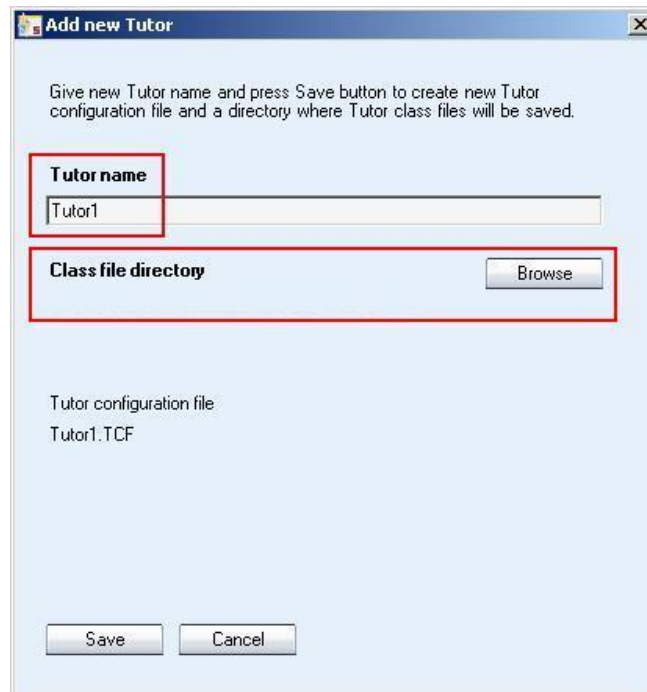 Add new Tutor
Give new Tutor name and press Save button to create new Tutor
configuration file and a directory where Tutor class files will be saved.
Tutor name
Tutor1
Class file directory
Browse
Tutor configuration file
Tutor1.TCF
Save
Cancel